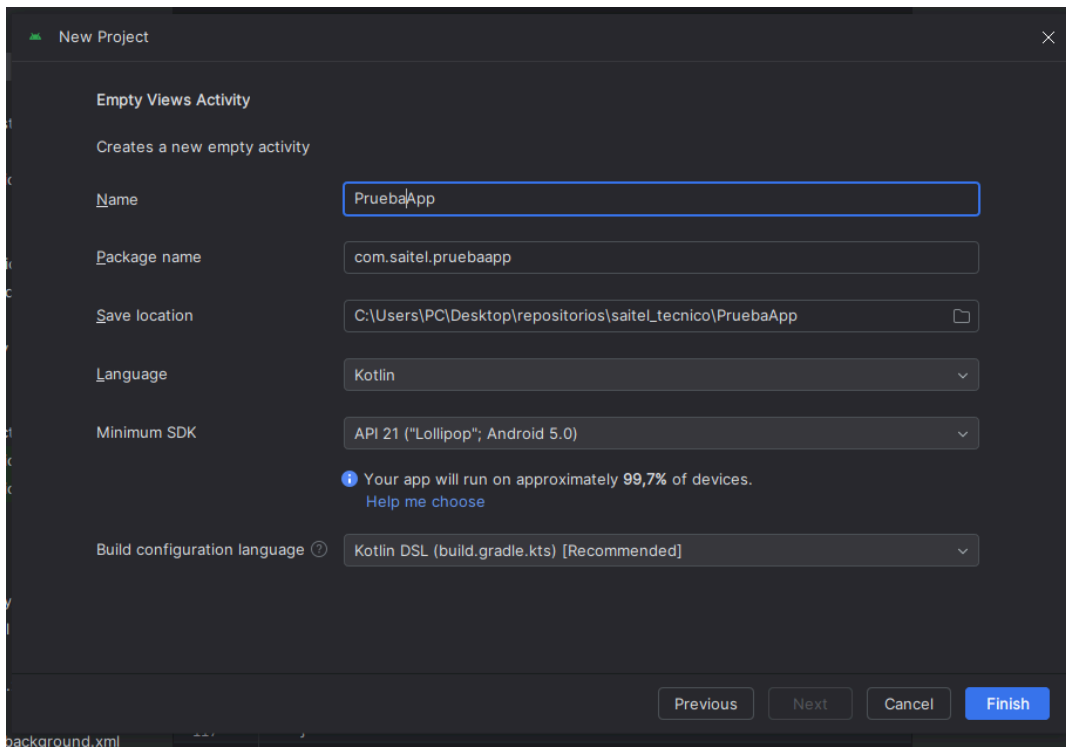 New Project
Empty Views Activity
Creates a new empty activity
Name
PruebaApp
Package name
com.saitel.pruebaapp
Save location
C:\Users\PC\Desktop\repositorios\saitel_tecnico\PruebaApp
Language
Kotlin
Minimum SDK
API 21 ("Lollipop"; Android 5.0)
Your app will run on approximately 99,7% of devices.
Help me choose
Build configuration language ?
Kotlin DSL (build.gradle.kts) [Recommended]
Previous Next Cancel Finish
background.xml